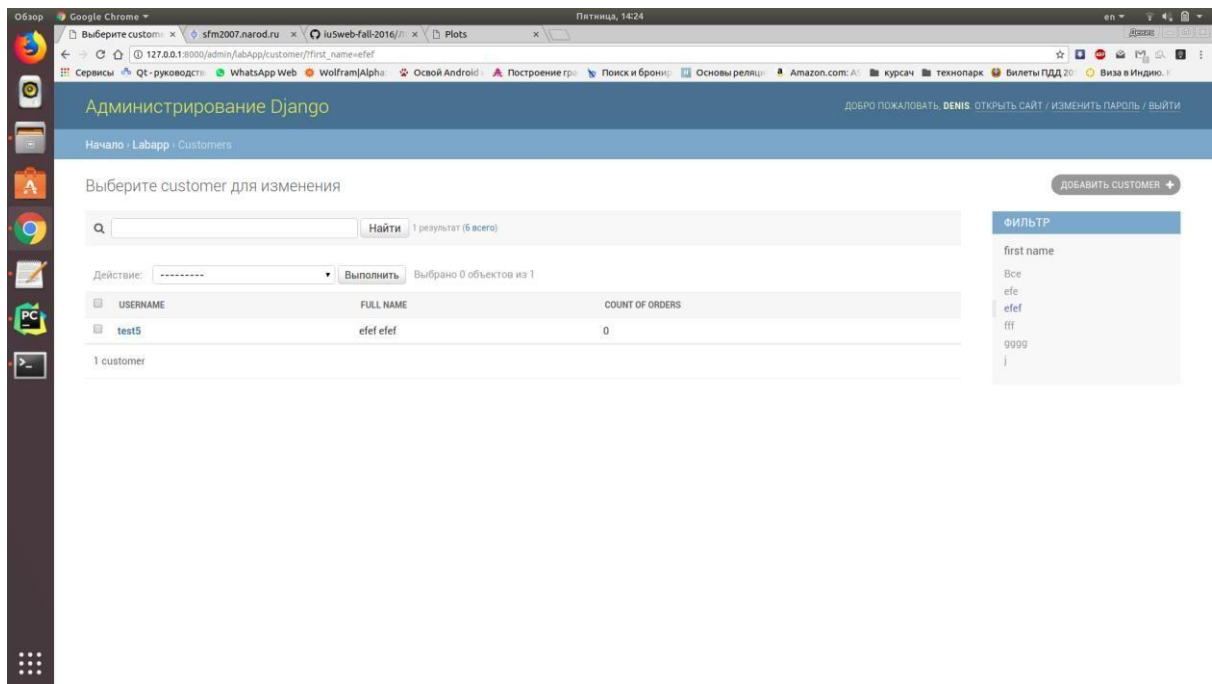 Обзор Google Chrome Пятница, 14:24 en
Выберите custom sfm2007.narod.ru iu5web-fall-2016/ Plots
127.0.0.1:8000/admin/labApp/customer/?first_name=efef
Сервисы Qt-руководст WhatsApp Web Wolfram|Alpha: Освой Android Построение гра Поиск и бронир Основы реляци Amazon.com: AS курсач технопарк Билеты ПДД 20 Виза в Индию.
Администрирование Django
ДОБРО ПОЖАЛОВАТЬ, DENIS. ОТКРЫТЬ САЙТ / ИЗМЕНИТЬ ПАРОЛЬ / ВЫЙТИ
Начало › Labapp › Customers
Выберите customer для изменения
ДОБАВИТЬ CUSTOMER +
Найти 1 результат (6 всего)
Действие: --------- Выполнить Выбрано 0 объектов из 1
USERNAME FULL NAME COUNT OF ORDERS
test5 efef efef 0
1 customer
ФИЛЬТР
first name
Все
efe
efef
fff
gggg
j
PC